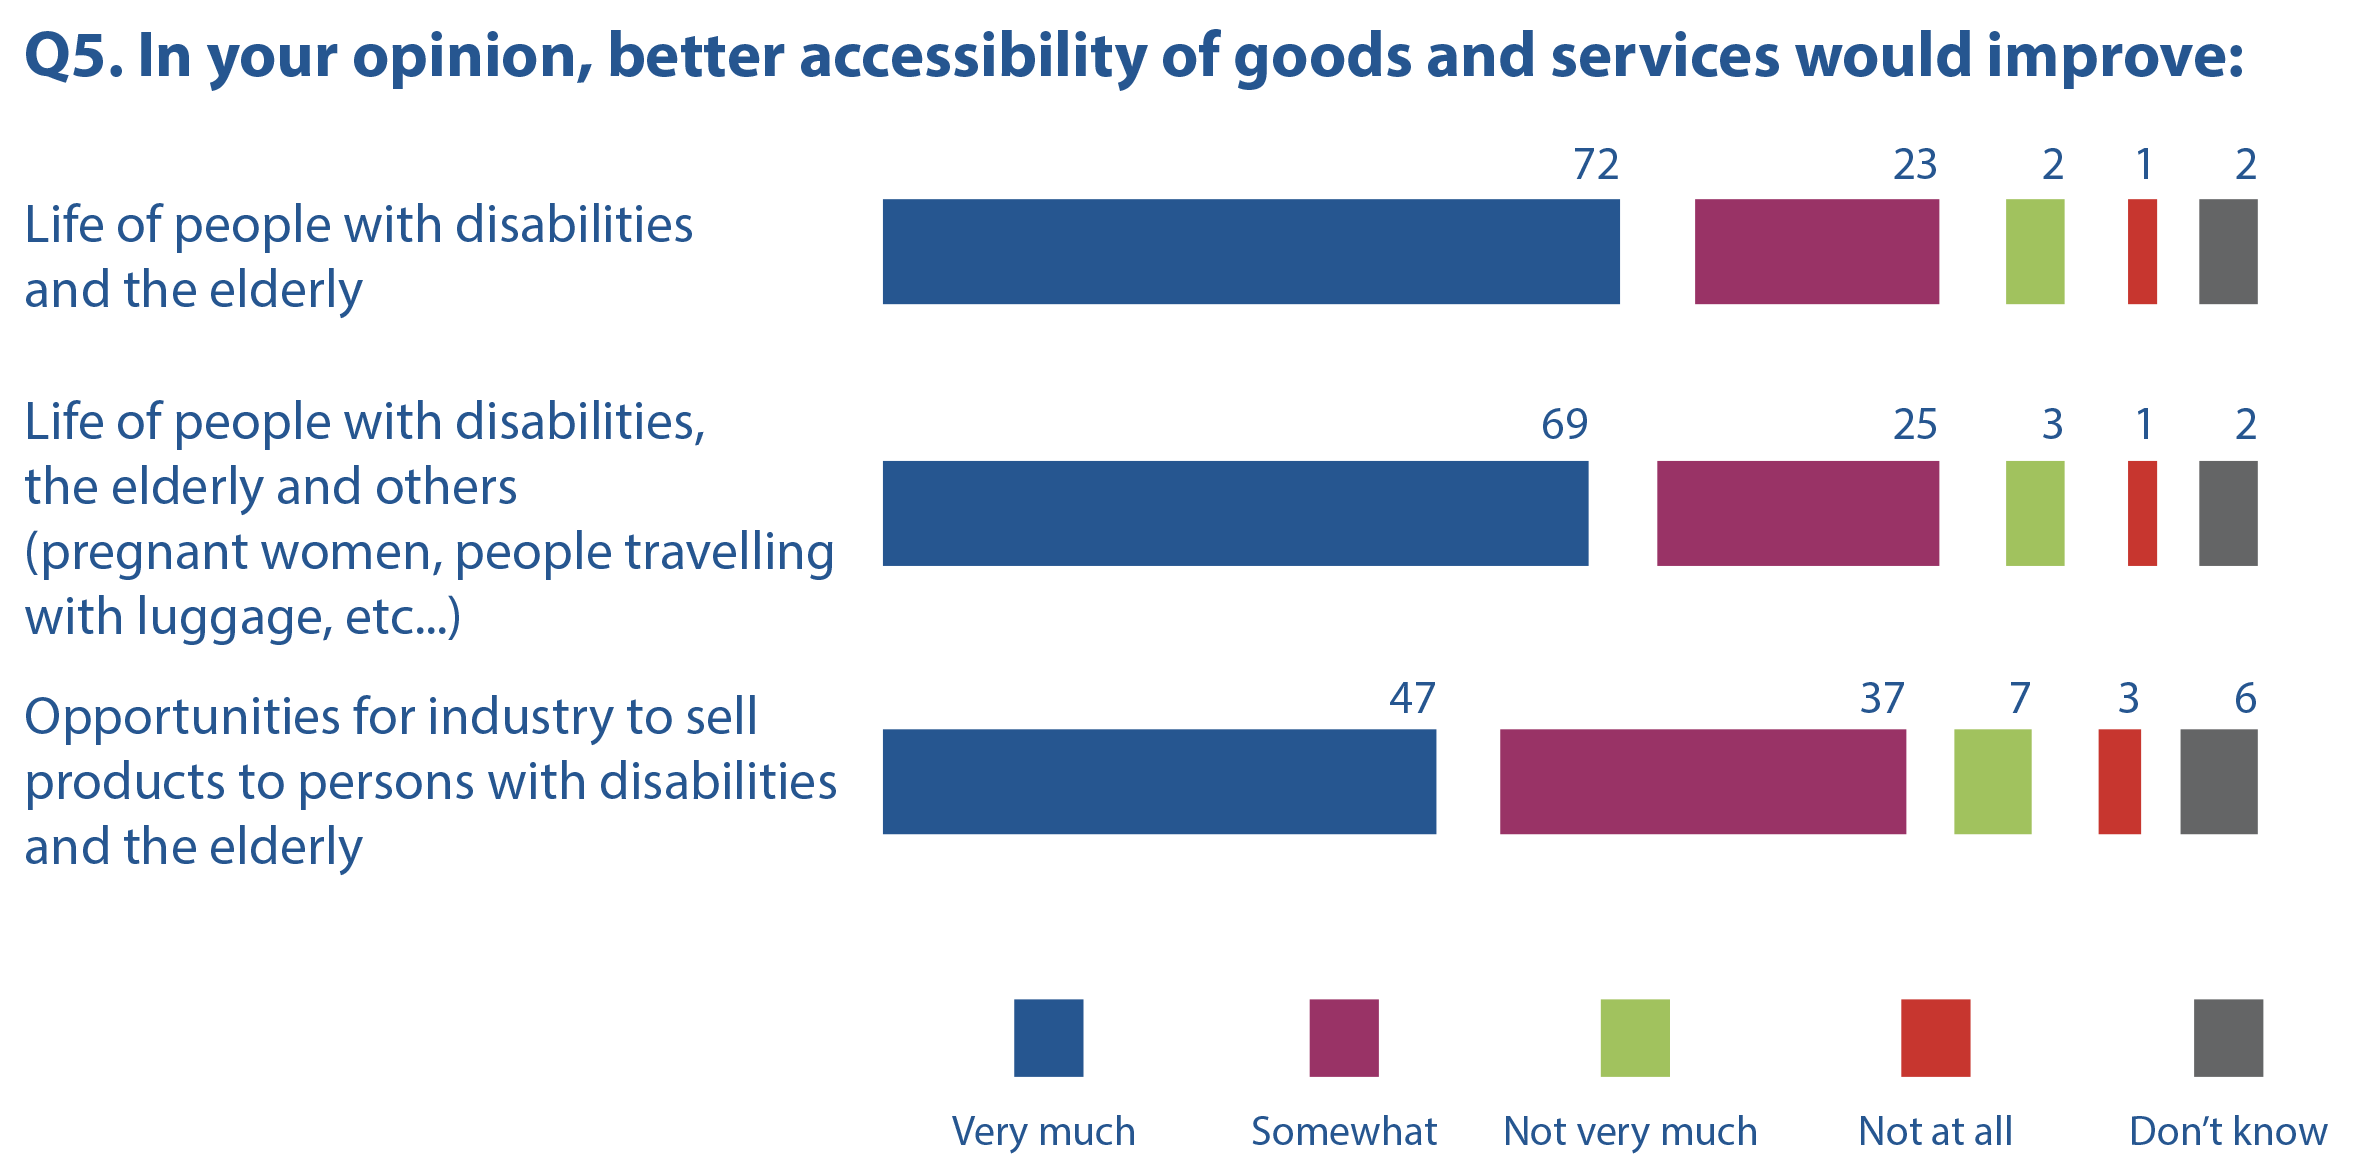 Q5. In your opinion, better accessibility of goods and services would improve:
72 23 2 1 2
Life of people with disabilities
and the elderly
69 25 3 1 2
Life of people with disabilities,
the elderly and others
(pregnant women, people travelling
with luggage, etc...)
47 37 7 3 6
Opportunities for industry to sell
products to persons with disabilities
and the elderly
Very much Somewhat Not very much Not at all Don’t know